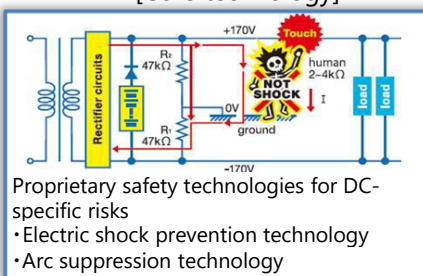 +170V
Touch
R₂
47kΩ
human
2~4kΩ
NOT
SHOCK
I
Rectifier circuits
0V
R₁
47kΩ
ground
load
load
-170V
Proprietary safety technologies for DC-
specific risks
・Electric shock prevention technology
・Arc suppression technology